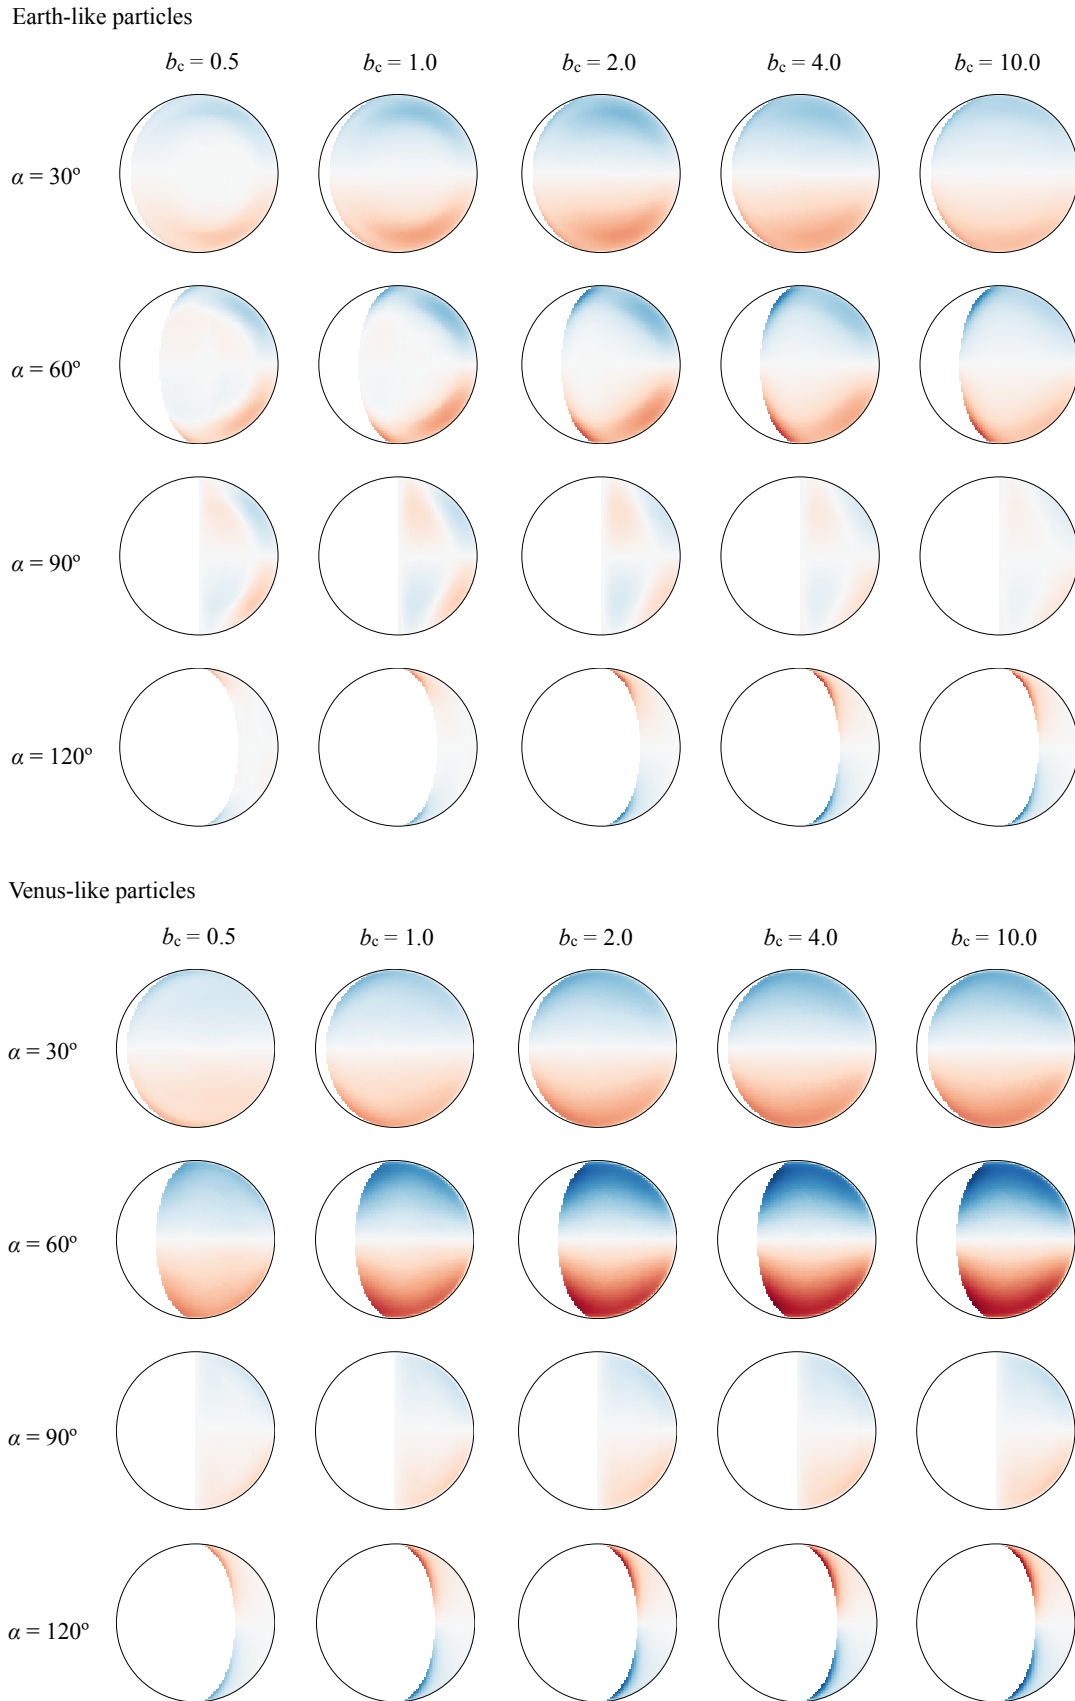 Earth-like particles
b_c = 0.5 b_c = 1.0 b_c = 2.0 b_c = 4.0 b_c = 10.0
α = 30º
α = 60º
α = 90º
α = 120º
Venus-like particles
b_c = 0.5 b_c = 1.0 b_c = 2.0 b_c = 4.0 b_c = 10.0
α = 30º
α = 60º
α = 90º
α = 120º